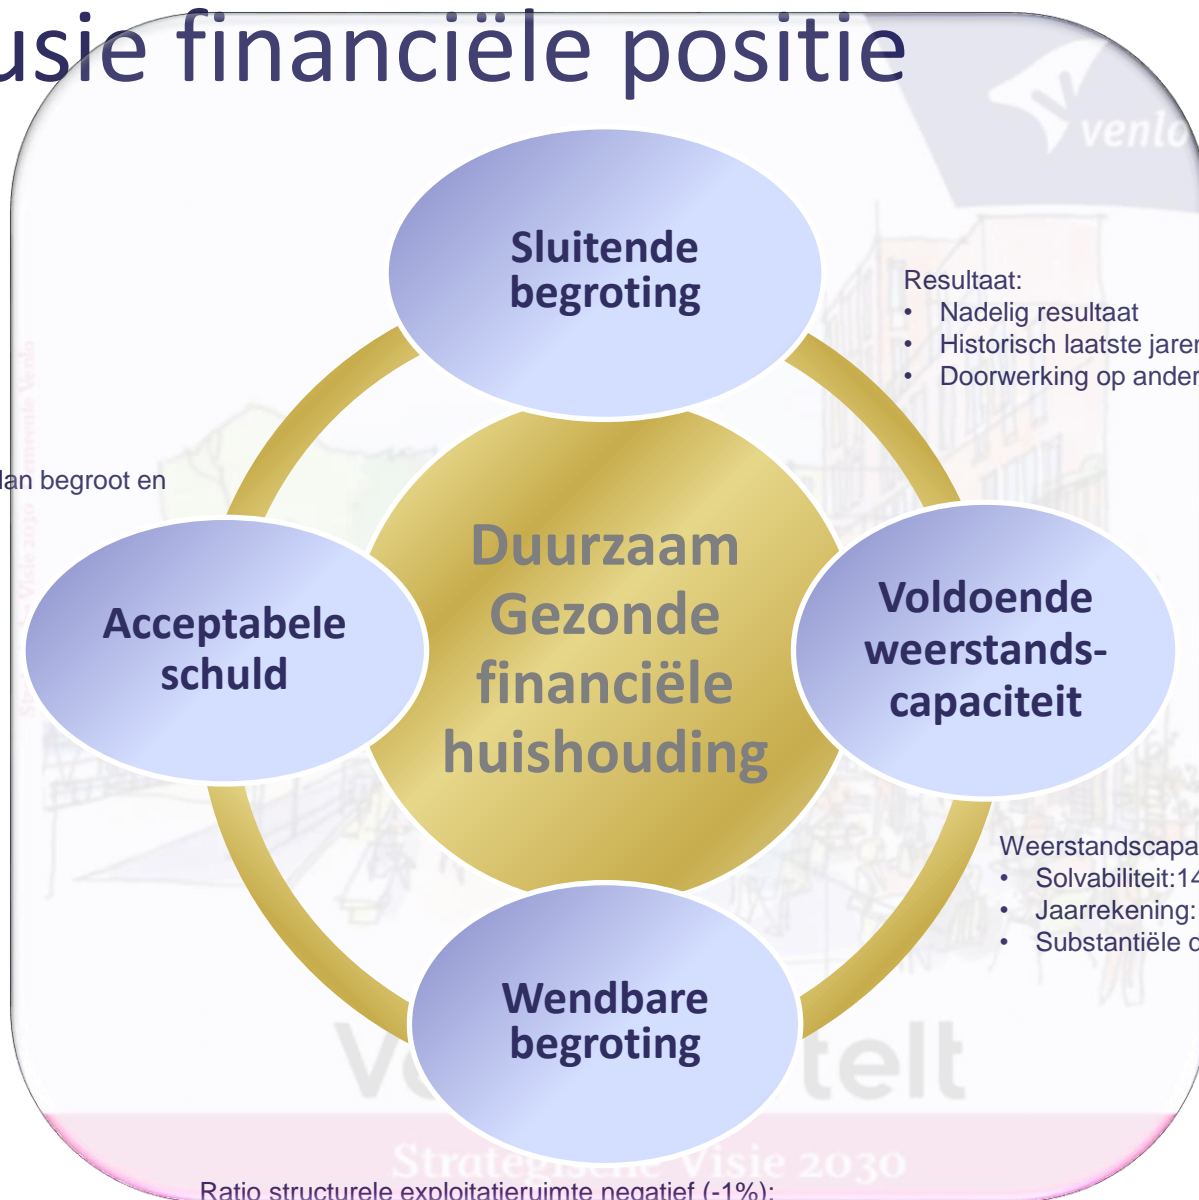 usie financiële positie
venlo
Sluitende
begroting
Resultaat:
• Nadelig resultaat
• Historisch laatste jaren
• Doorwerking op ander
dan begroot en
Duurzaam
Gezonde
financiële
huishouding
Acceptabele
schuld
Voldoende
weerstands-
capaciteit
Weerstandscapa
• Solvabiliteit:14
• Jaarrekening:
• Substantiële
Wendbare
begroting
telt
Strategische Visie 2030
Ratio structurele exploitatieruimte negatief (-1%):